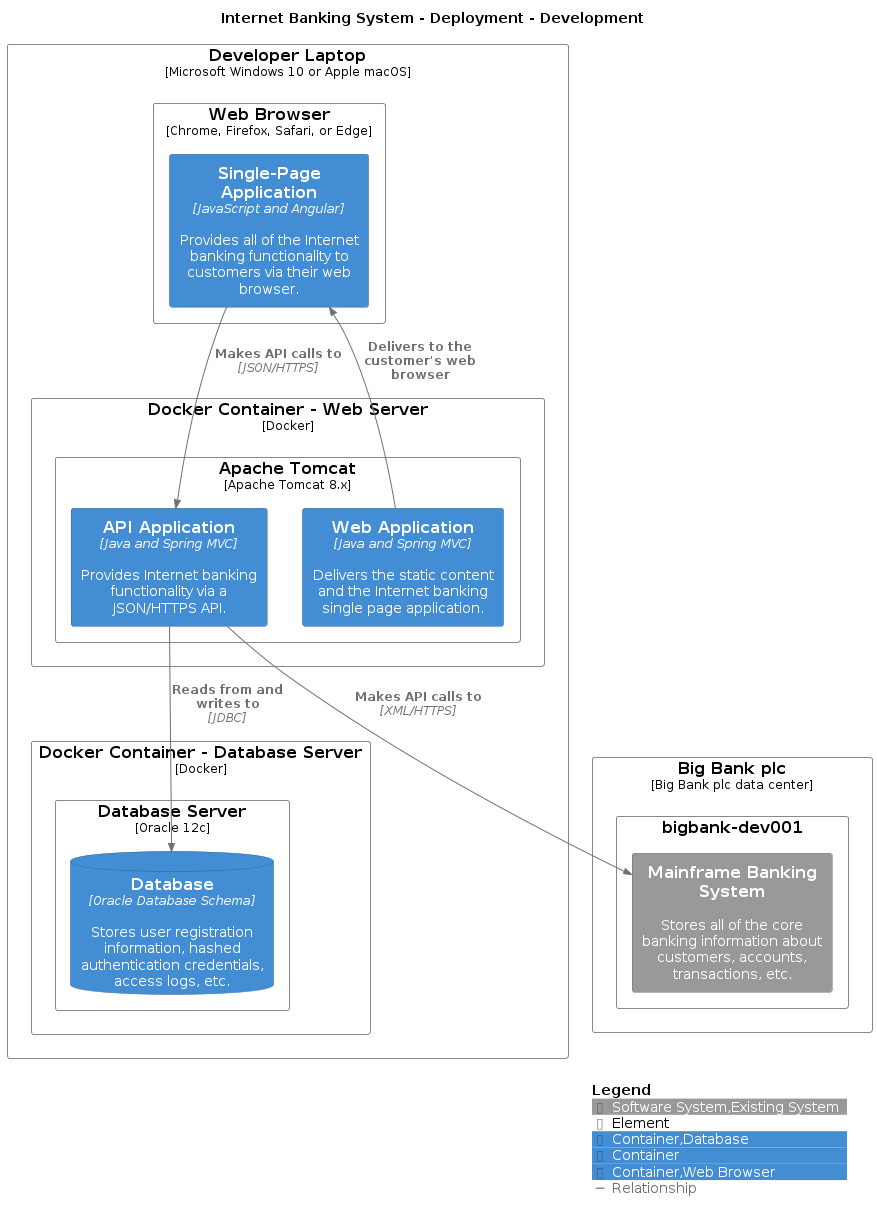 Internet Banking System - Deployment - Development
Developer Laptop
[Microsoft Windows 10 or Apple macOS]
Web Browser
[Chrome, Firefox, Safari, or Edge]
Single-Page
Application
[JavaScript and Angular]
Provides all of the Internet
banking functionality to
customers via their web
browser.
Makes API calls to
[JSON/HTTPS]
Delivers to the
customer's web
browser
Docker Container - Web Server
[Docker]
Apache Tomcat
[Apache Tomcat 8.x]
API Application
[Java and Spring MVC]
Provides Internet banking
functionality via a
JSON/HTTPS API.
Web Application
[Java and Spring MVC]
Delivers the static content
and the Internet banking
single page application.
Reads from and
writes to
[JDBC]
Makes API calls to
[XML/HTTPS]
Docker Container - Database Server
[Docker]
Database Server
[Oracle 12c]
Database
[Oracle Database Schema]
Stores user registration
information, hashed
authentication credentials,
access logs, etc.
Big Bank plc
[Big Bank plc data center]
bigbank-dev001
Mainframe Banking
System
Stores all of the core
banking information about
customers, accounts,
transactions, etc.
Legend
Software System,Existing System
Element
Container,Database
Container
Container,Web Browser
Relationship